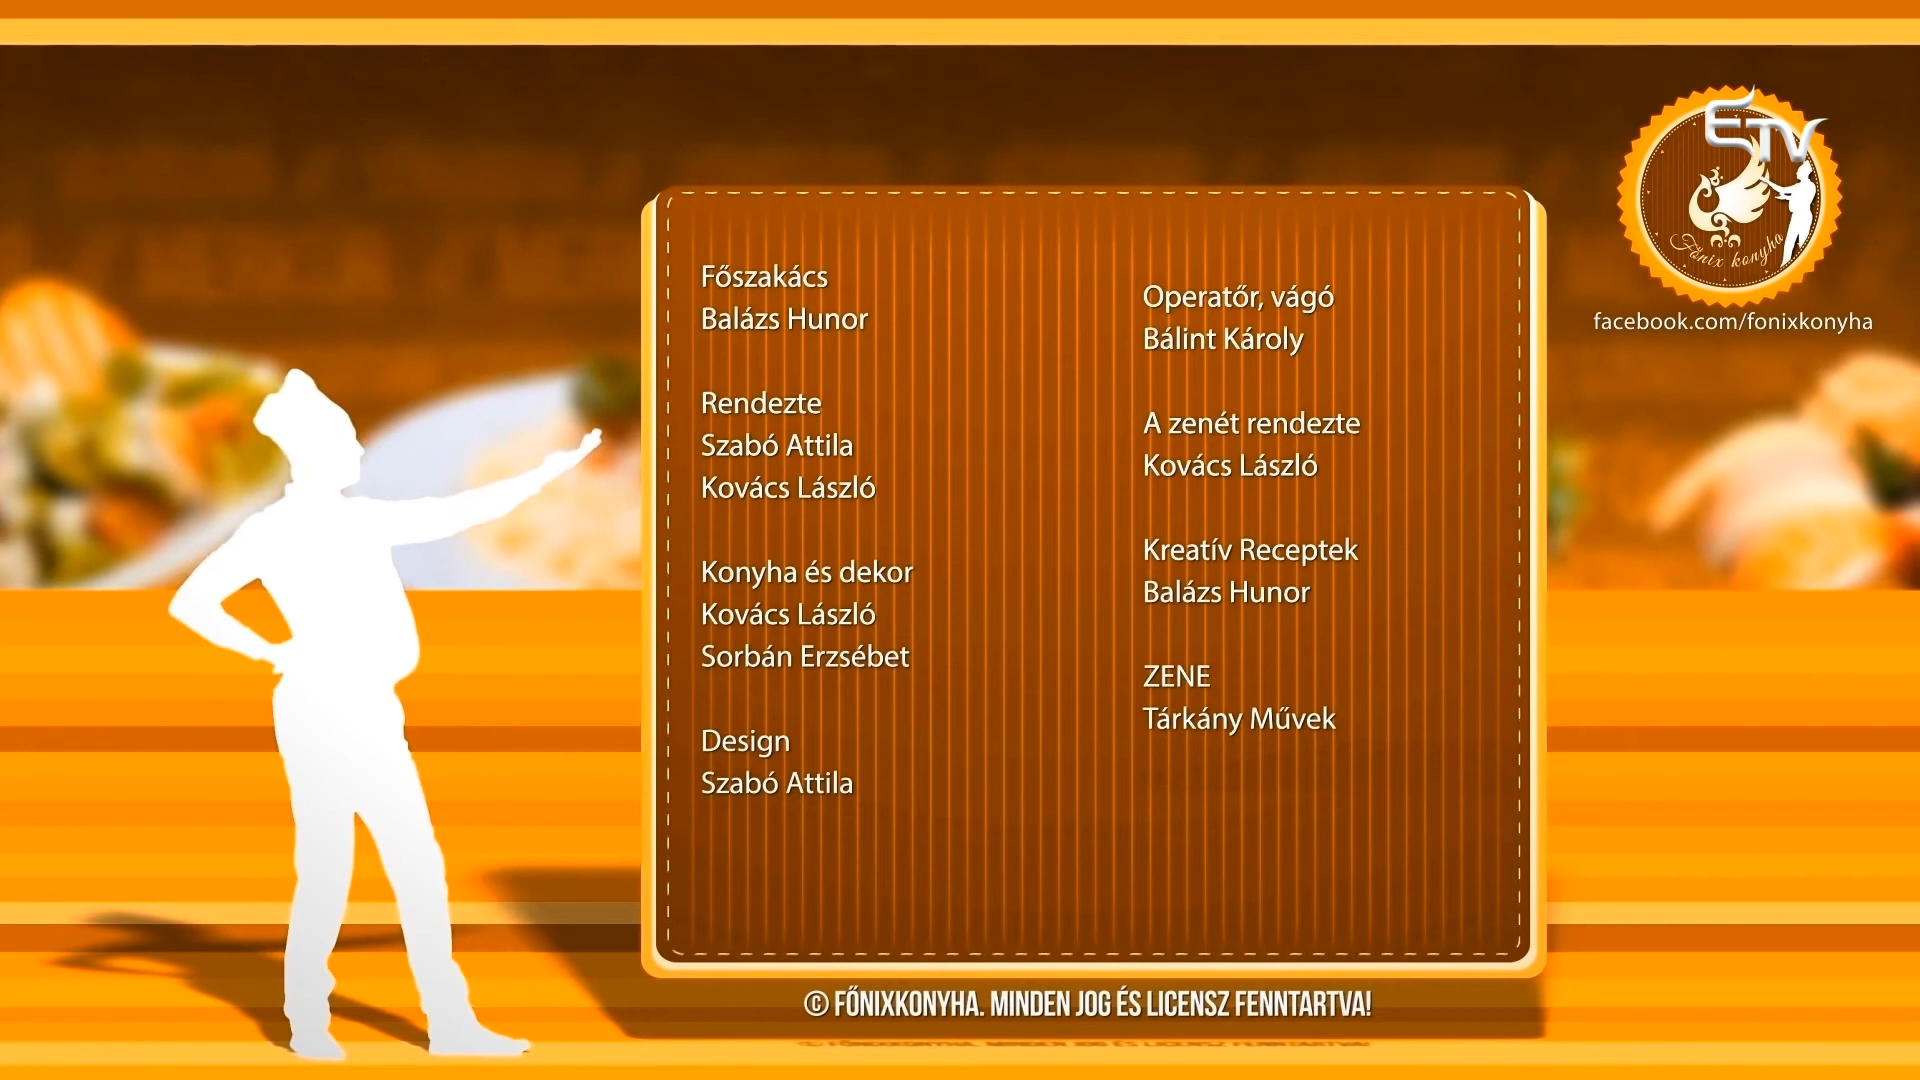 Főszakács
Balázs Hunor
Rendezte
Szabó Attila
Kovács László
Konyha és dekor
Kovács László
Sorbán Erzsébet
Design
Szabó Attila
Operatőr, vágó
Bálint Károly
A zenét rendezte
Kovács László
Kreatív Receptek
Balázs Hunor
ZENE
Tárkány Művek
ETV
Főnix konyha
facebook.com/fonixkonyha
© FŐNIXKONYHA. MINDEN JOG ÉS LICENSZ FENNTARTVA!